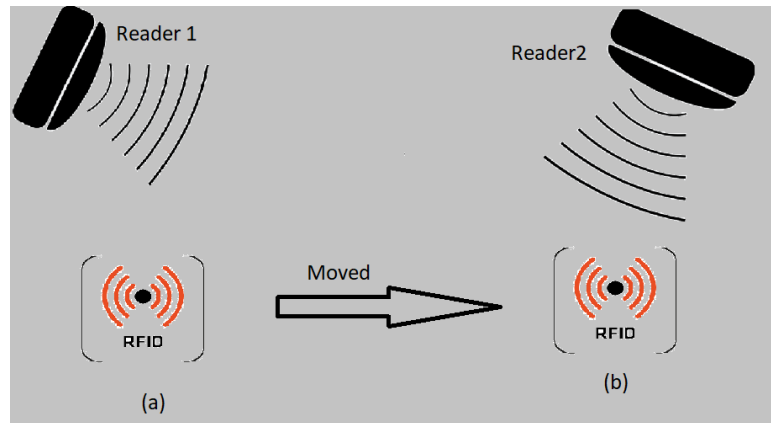 Reader 1
Reader2
Moved
RFID
RFID
(a)
(b)